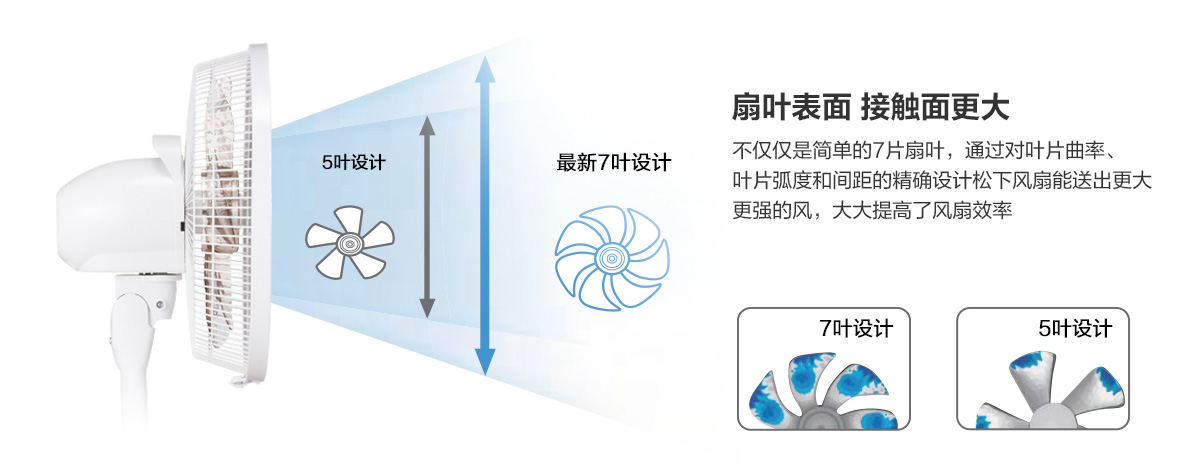 5叶设计
最新7叶设计
扇叶表面 接触面更大
不仅仅是简单的7片扇叶，通过对叶片曲率、
叶片弧度和间距的精确设计松下风扇能送出更大
更强的风，大大提高了风扇效率
7叶设计
5叶设计